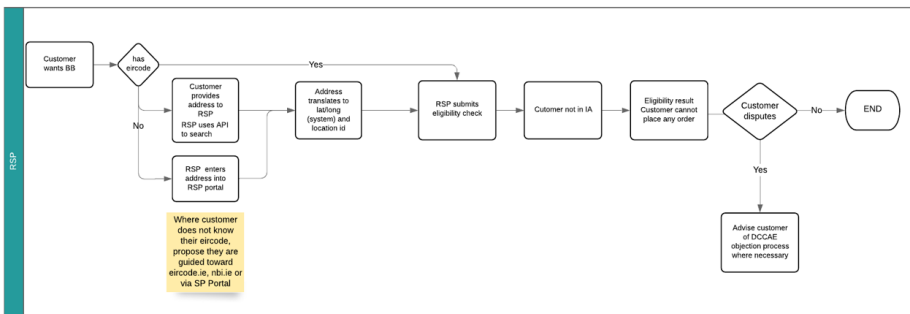 RSP
Customer
wants BB
has
eircode
Yes
No
Customer
provides
address to
RSP
RSP uses API
to search
RSP enters
address into
RSP portal
Where customer
does not know
their eircode,
propose they are
guided toward
eircode.ie, nbi.ie or
via SP Portal
Address
translates to
lat/long
(system) and
location id
RSP submits
eligibility check
Cutomer not in IA
Eligibility result
Customer cannot
place any order
Customer
disputes
No
END
Yes
Advise customer
of DCCAE
objection process
where necessary